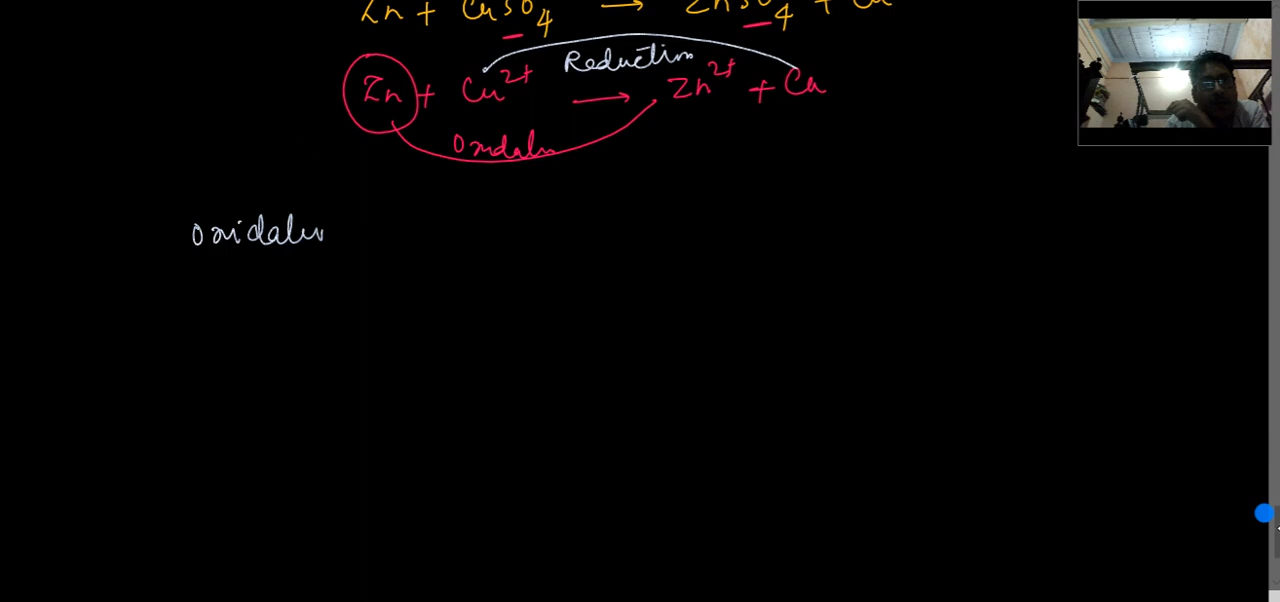 Zn + CuSO4 → ZnSO4 + Cu
Reduction
Zn + Cu²⁺ → Zn²⁺ + Cu
Oxidation
Oxidation